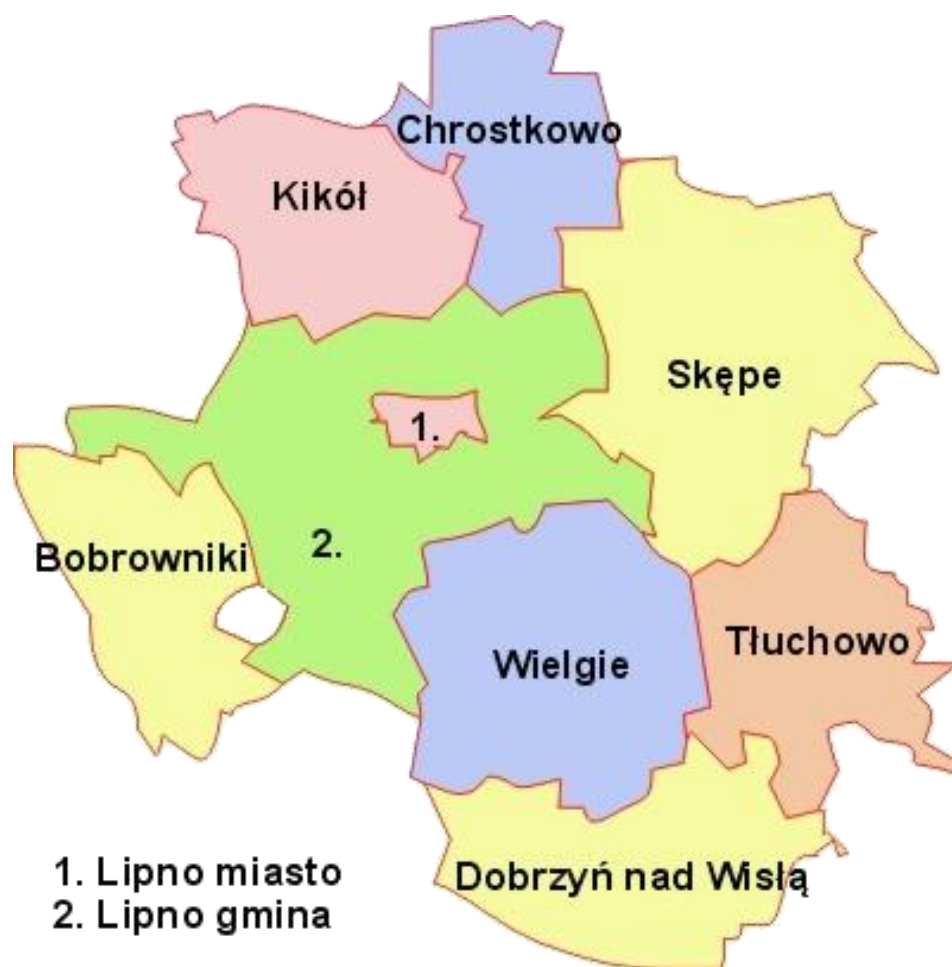 Chrostkowo
Kikół
Skępe
1.
2.
Bobrowniki
Tłuchowo
Wielgie
Dobrzyń nad Wisłą
1. Lipno miasto
2. Lipno gmina